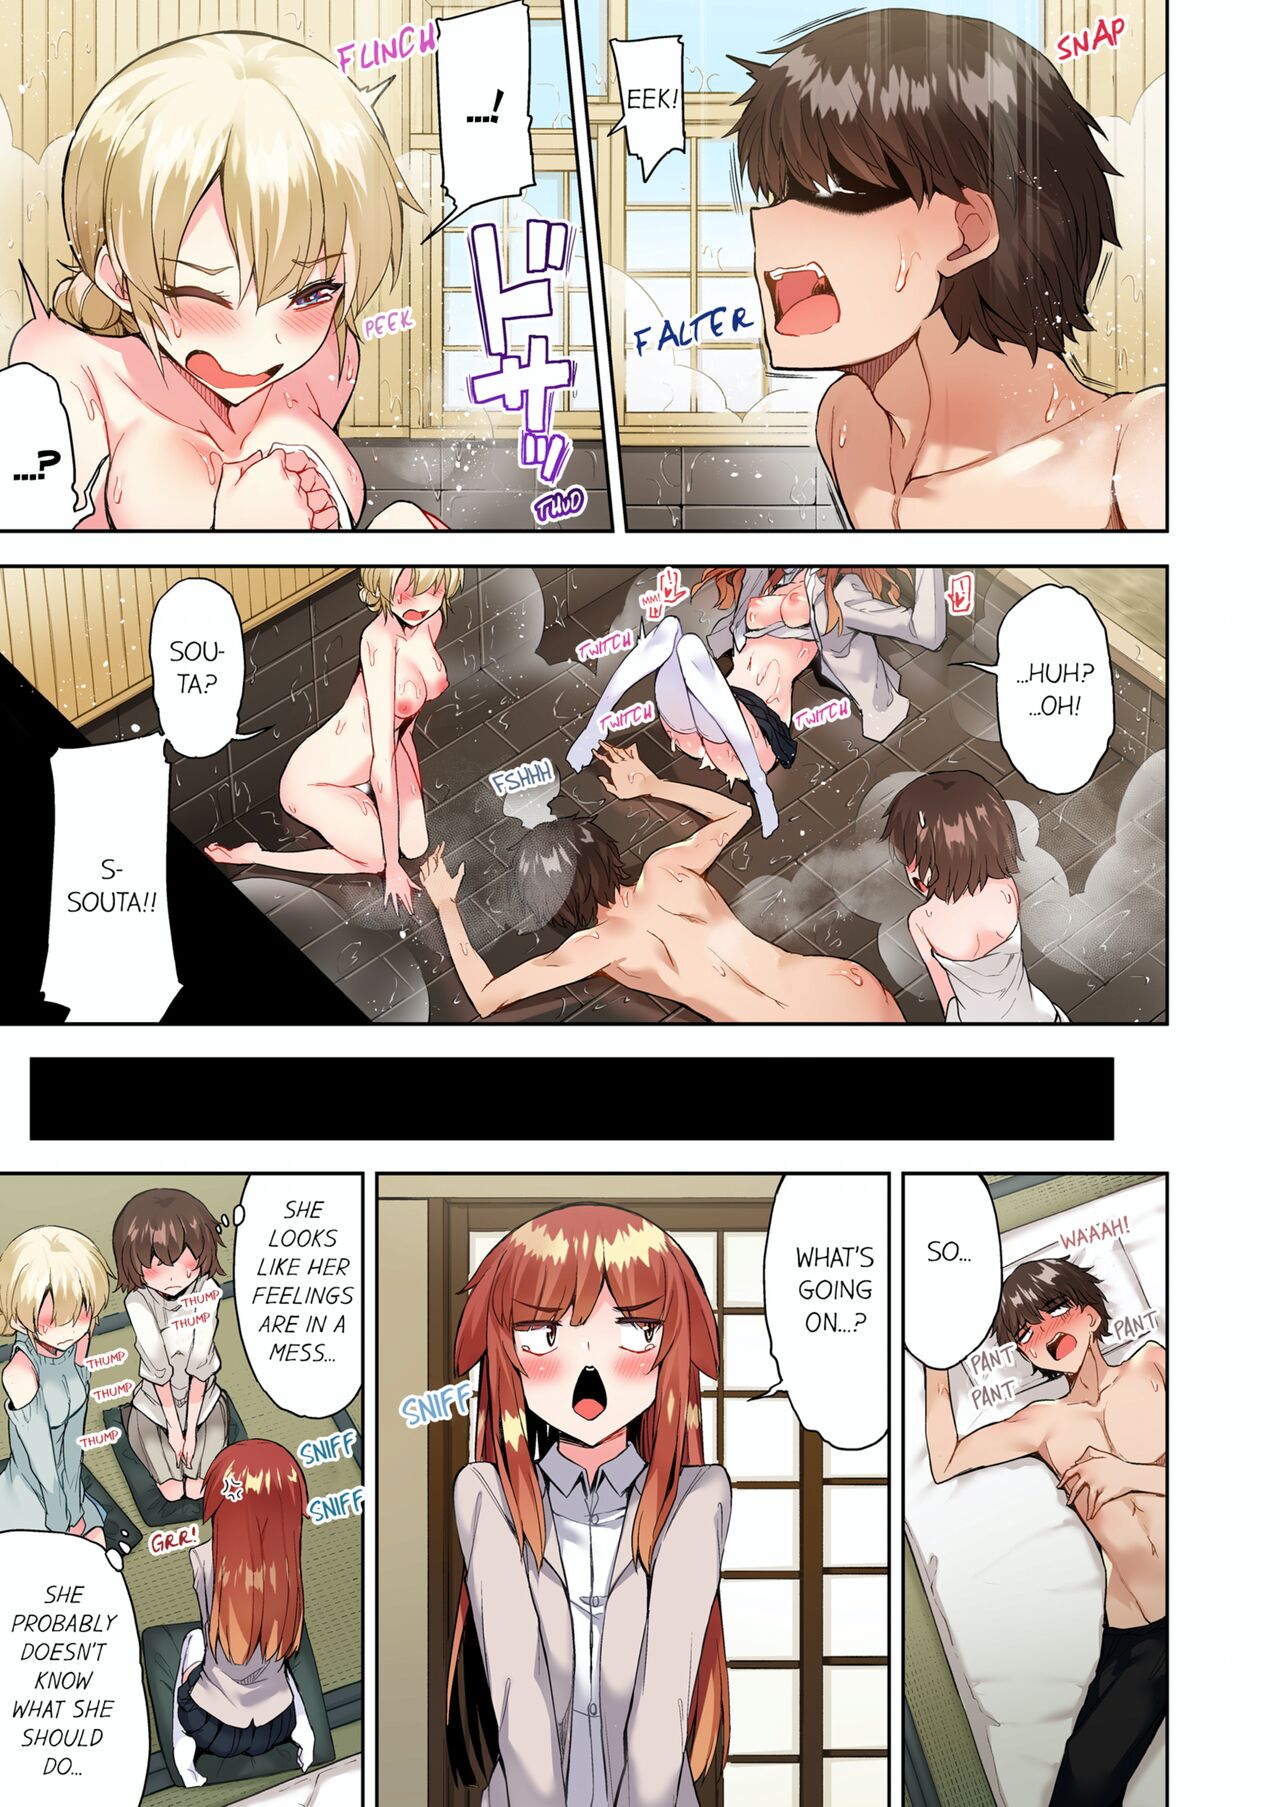 SNAP
EEK!
FALTER
FLINCH
....!
PEEK
ドサッ
THUD
....?
...HUH?
...OH!
MM!
TWITCH
TWITCH
TWITCH
FSHHH
SOU-
TA?
S-
SOUTA!!
SO...
WAAAH!
PANT
PANT
PANT
WHAT'S
GOING
ON...?
SNIFF
SHE
LOOKS
LIKE HER
FEELINGS
ARE IN A
MESS...
THUMP
THUMP
THUMP
THUMP
THUMP
SNIFF
SNIFF
GRR!
SHE
PROBABLY
DOESN'T
KNOW
WHAT SHE
SHOULD
DO...